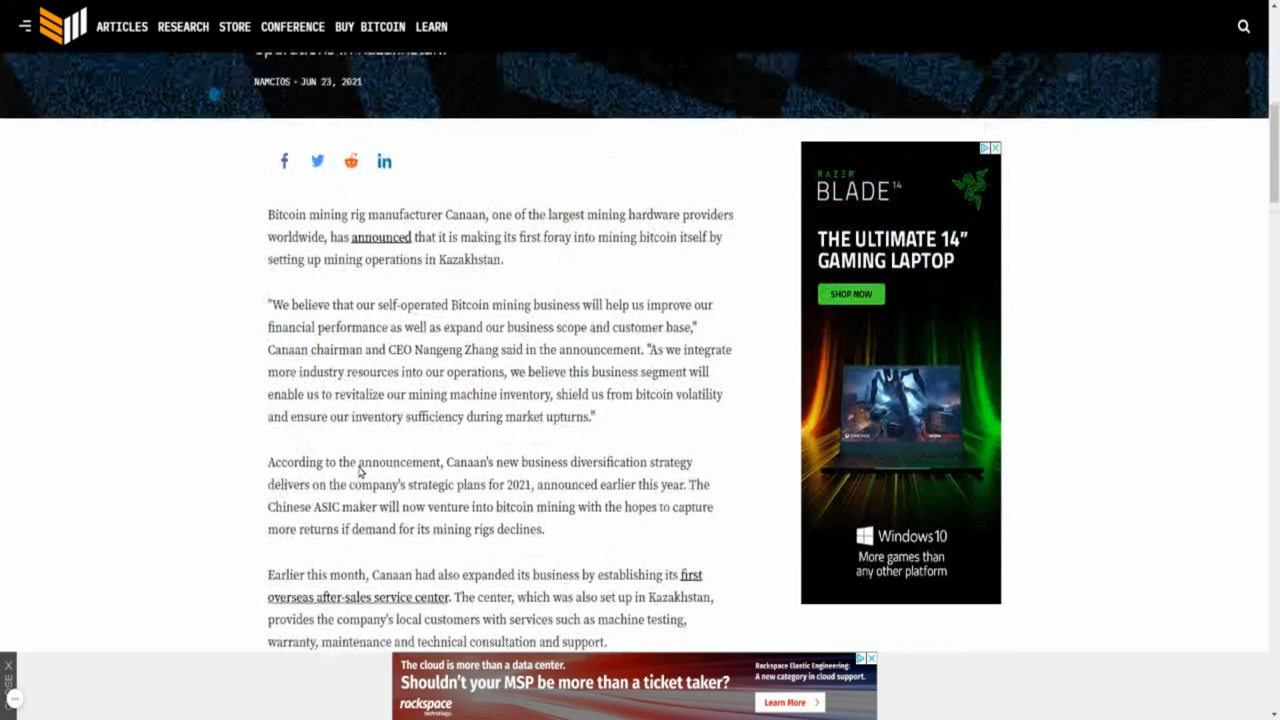 ARTICLES RESEARCH STORE CONFERENCE BUY BITCOIN LEARN
NAMCIOS - JUN 23, 2021
Bitcoin mining rig manufacturer Canaan, one of the largest mining hardware providers
worldwide, has announced that it is making its first foray into mining bitcoin itself by
setting up mining operations in Kazakhstan.
"We believe that our self-operated Bitcoin mining business will help us improve our
financial performance as well as expand our business scope and customer base,"
Canaan chairman and CEO Nangeng Zhang said in the announcement. "As we integrate
more industry resources into our operations, we believe this business segment will
enable us to revitalize our mining machine inventory, shield us from bitcoin volatility
and ensure our inventory sufficiency during market upturns."
According to the announcement, Canaan's new business diversification strategy
delivers on the company's strategic plans for 2021, announced earlier this year. The
Chinese ASIC maker will now venture into bitcoin mining with the hopes to capture
more returns if demand for its mining rigs declines.
Earlier this month, Canaan had also expanded its business by establishing its first
overseas after-sales service center. The center, which was also set up in Kazakhstan,
provides the company's local customers with services such as machine testing,
warranty, maintenance and technical consultation and support.
RAZER
BLADE 14
THE ULTIMATE 14"
GAMING LAPTOP
SHOP NOW
Windows 10
More games than
any other platform
The cloud is more than a data center.
Shouldn't your MSP be more than a ticket taker?
rackspace
technology.
Rackspace Elastic Engineering:
A new category in cloud support.
Learn More